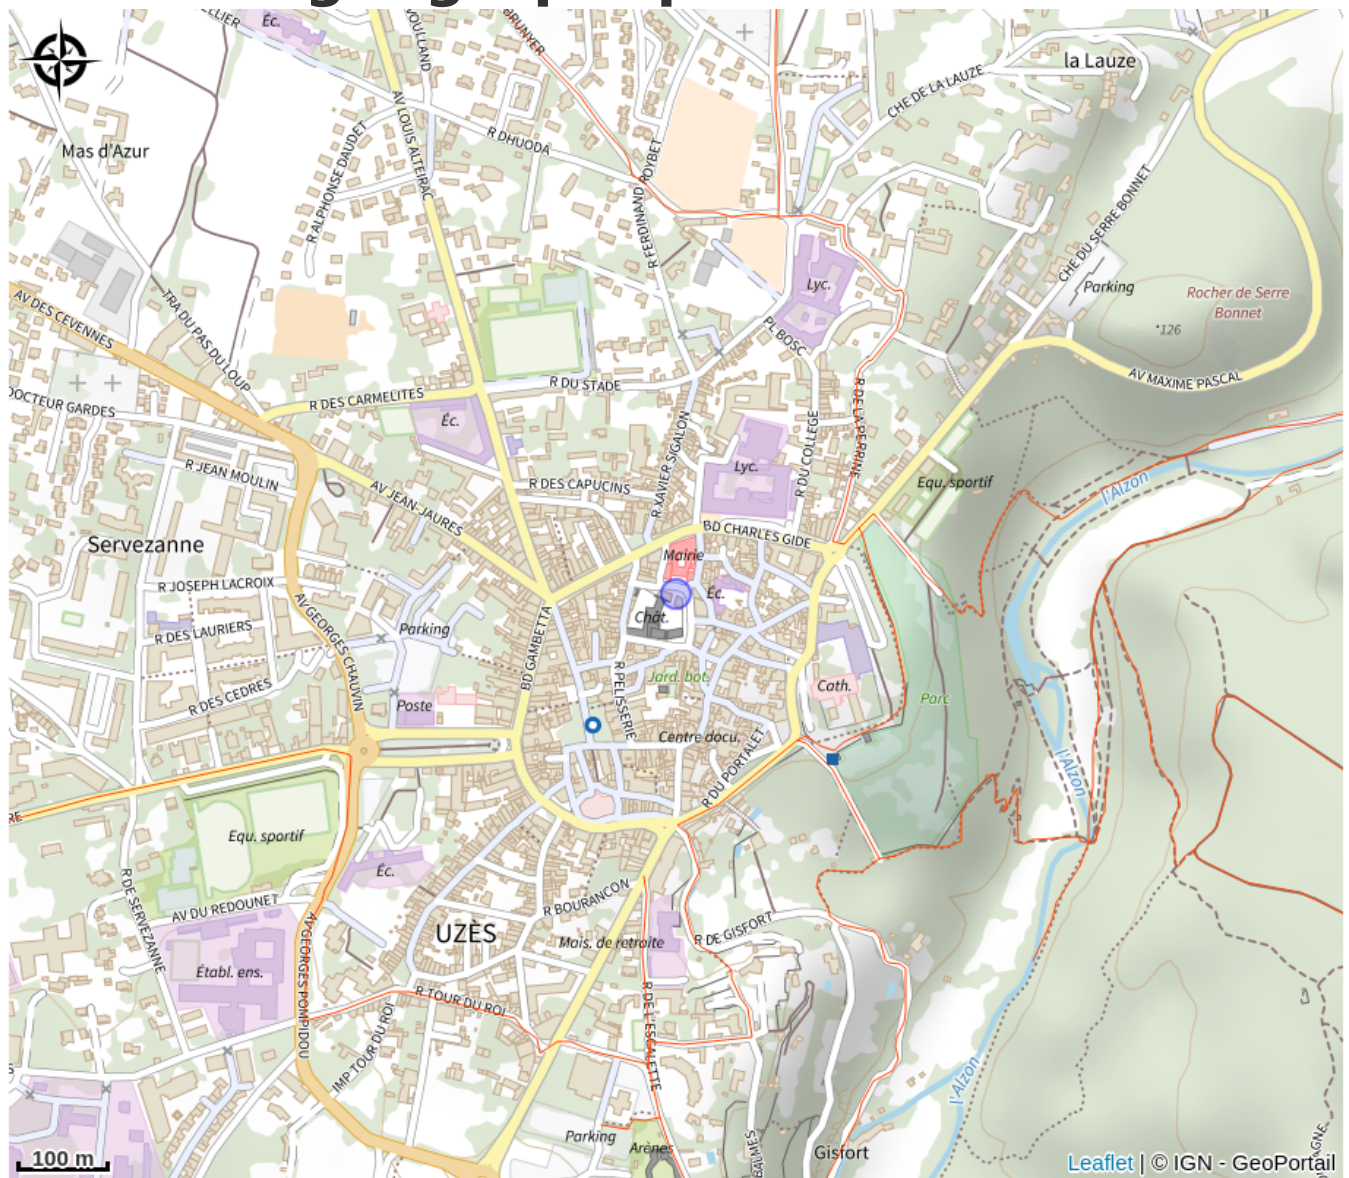 Éc.
BRUNYER
la Lauze
CHE DE LA LAUZE
AV LOUIS ALTEIRAC
R DHUODA
Mas d'Azur
R ALPHONSE DAUDET
R FERDINAND ROYBET
CHE DU SERRE BONNET
Lyc.
Parking
Rocher de Serre
Bonnet
126
AV DES CEVENNES
TRA DU PAS DU LOUP
PL BOSC
AV MAXIME PASCAL
R DU STADE
R DES CARMELITES
DOCTEUR GARDES
Éc.
R XAVIER SIGALON
R DU COLLEGE
R DE LA PERRINE
Lyc.
R JEAN MOULIN
AV JEAN JAURES
R DES CAPUCINS
Equ. sportif
l'Alzon
BD CHARLES GIDE
Servezanne
Mairie
R JOSEPH LACROIX
Éc.
Chât.
AV GEORGES CHAUVIN
R DES LAURIERS
Parking
BD GAMBETTA
R PELISSERIE
Jard. bot.
Cath.
R DES CEDRES
Poste
Parc
Centre docu.
R DU PORTALET
l'Alzon
RE
Equ. sportif
Éc.
R DE SERVEZANNE
AV DU REDOUNET
R BOURANCON
UZÈS
Mais. de retraite
R DE GISFORT
Établ. ens.
AV GEORGES POMPIDOU
R TOUR DU ROI
R DE L'ESCALETTE
IMP TOUR DU ROI
l'Alzon
Parking
Arènes
Gisfort
100 m
Leaflet | © IGN - GeoPortail